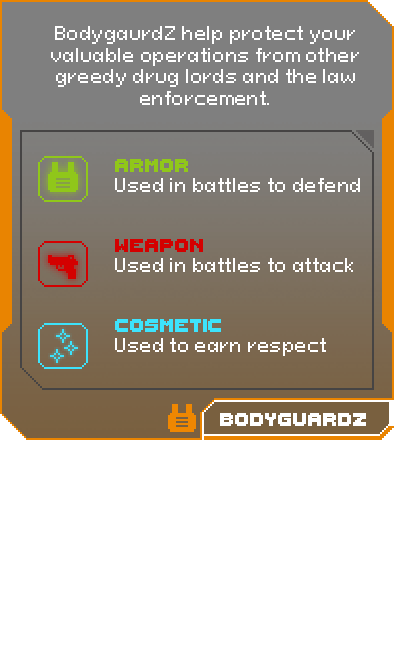 BodygaurdZ help protect your
valuable operations from other
greedy drug lords and the law
enforcement.
ARMOR
Used in battles to defend
WEAPON
Used in battles to attack
COSMETIC
Used to earn respect
BODYGUARDZ